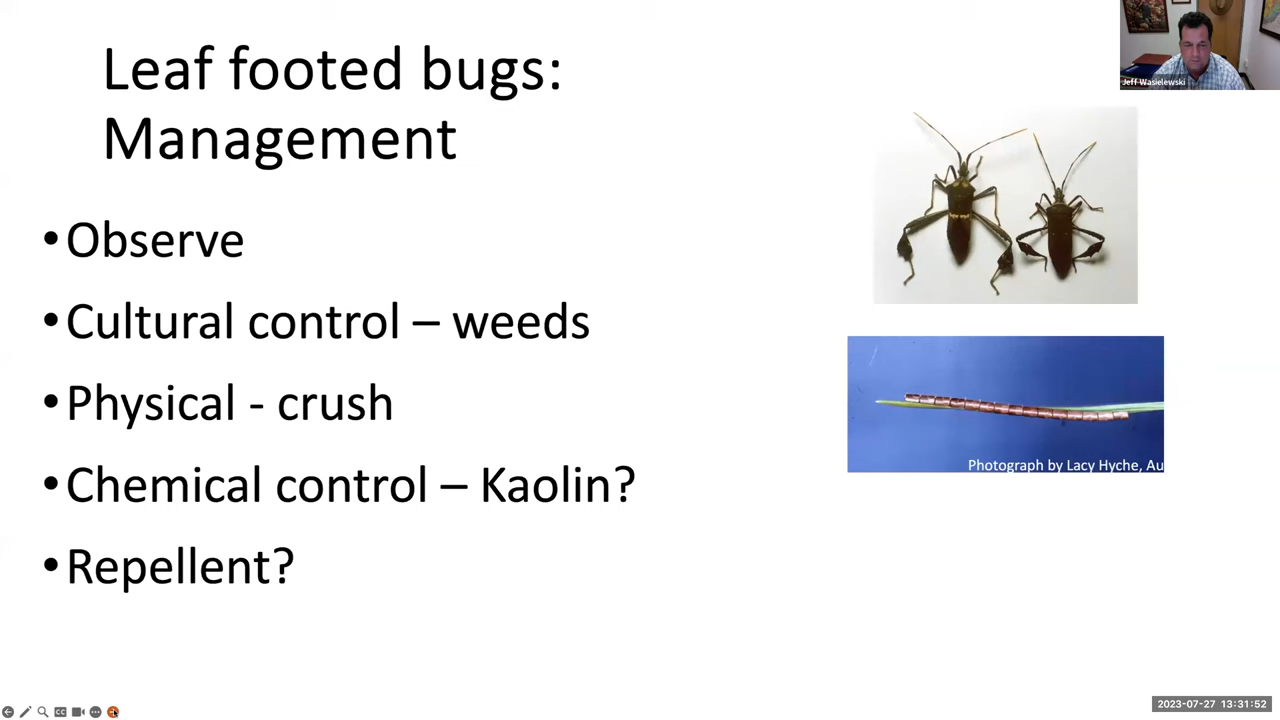 Leaf footed bugs:
Management
• Observe
• Cultural control – weeds
• Physical - crush
• Chemical control – Kaolin?
• Repellent?
Jeff Wasielewski
Photograph by Lacy Hyche, Au
CC
2023-07-27 13:31:52